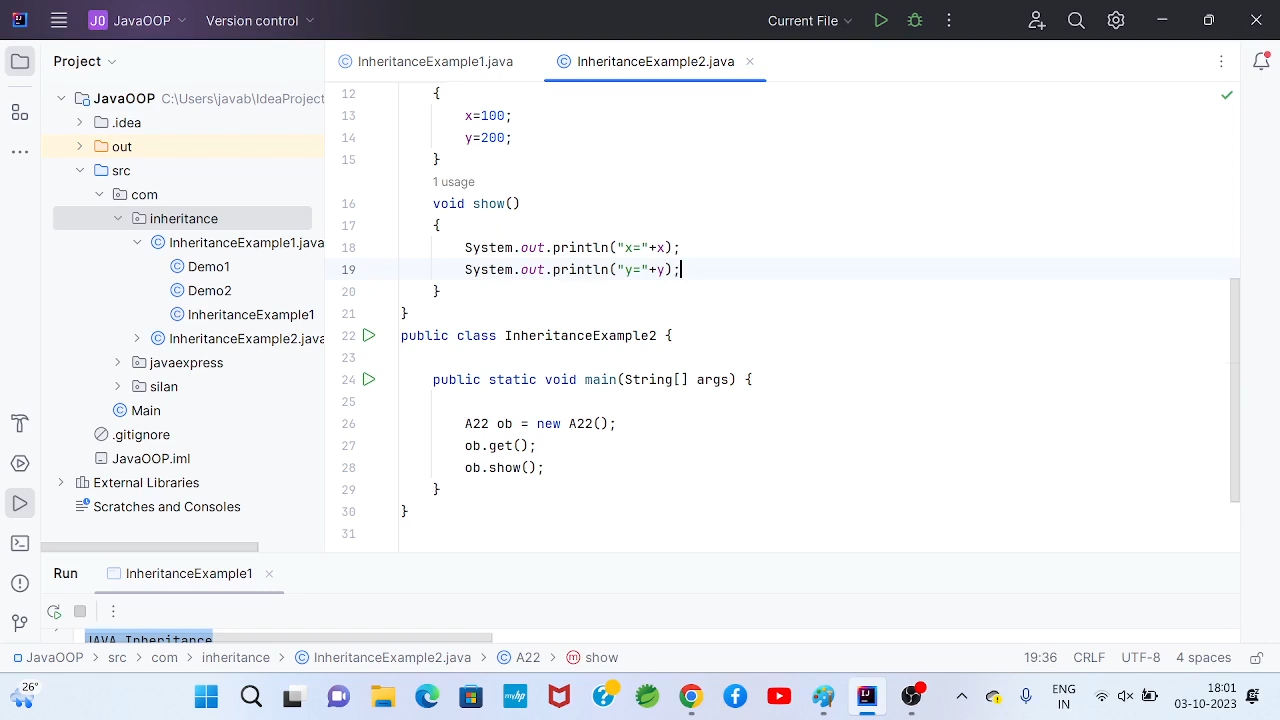 JO JavaOOP Version control Current File
Project
InheritanceExample1.java InheritanceExample2.java
JavaOOP C:\Users\javab\IdeaProject
.idea
out
src
com
inheritance
InheritanceExample1.java
Demo1
Demo2
InheritanceExample1
InheritanceExample2.java
javaexpress
silan
Main
.gitignore
JavaOOP.iml
External Libraries
Scratches and Consoles
12 {
13 x=100;
14 y=200;
15 }
1 usage
16 void show()
17 {
18 System.out.println("x="+x);
19 System.out.println("y="+y);
20 }
21 }
22 public class InheritanceExample2 {
23
24 public static void main(String[] args) {
25
26 A22 ob = new A22();
27 ob.get();
28 ob.show();
29 }
30 }
31
Run InheritanceExample1
JAVA Inheritance
JavaOOP > src > com > inheritance > InheritanceExample2.java > A22 > show 19:36 CRLF UTF-8 4 spaces
26°
myhp
ENG
IN
18:01
03-10-2023